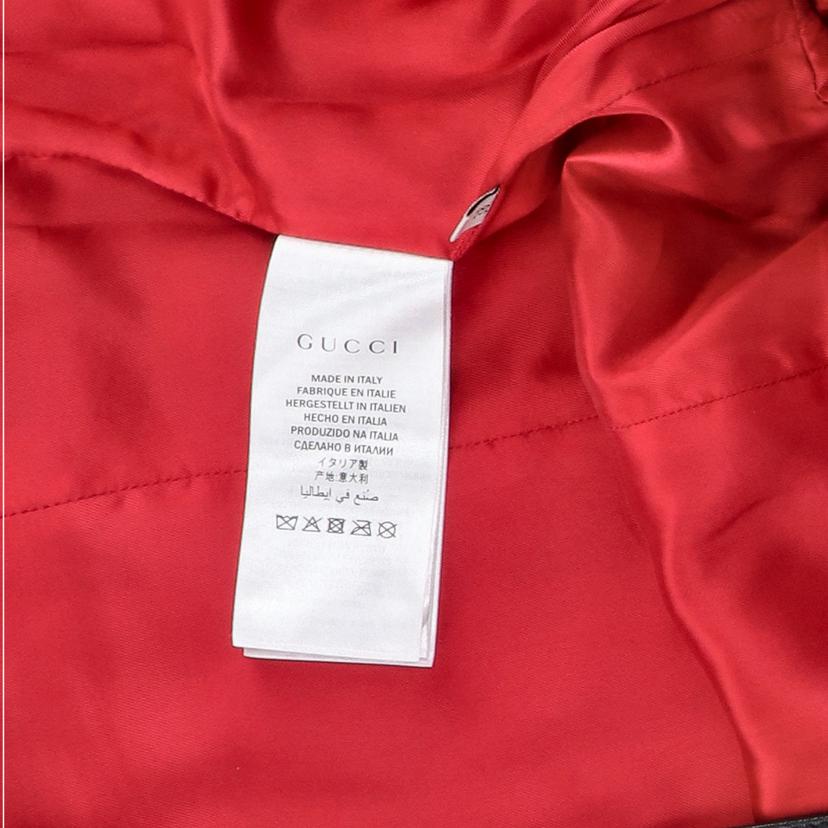 GUCCI
MADE IN ITALY
FABRIQUE EN ITALIE
HERGESTELLT IN ITALIEN
HECHO EN ITALIA
PRODUZIDO NA ITALIA
СДЕЛАНО В ИТАЛИИ
イタリア製
产地:意大利
صُنع في ايطاليا